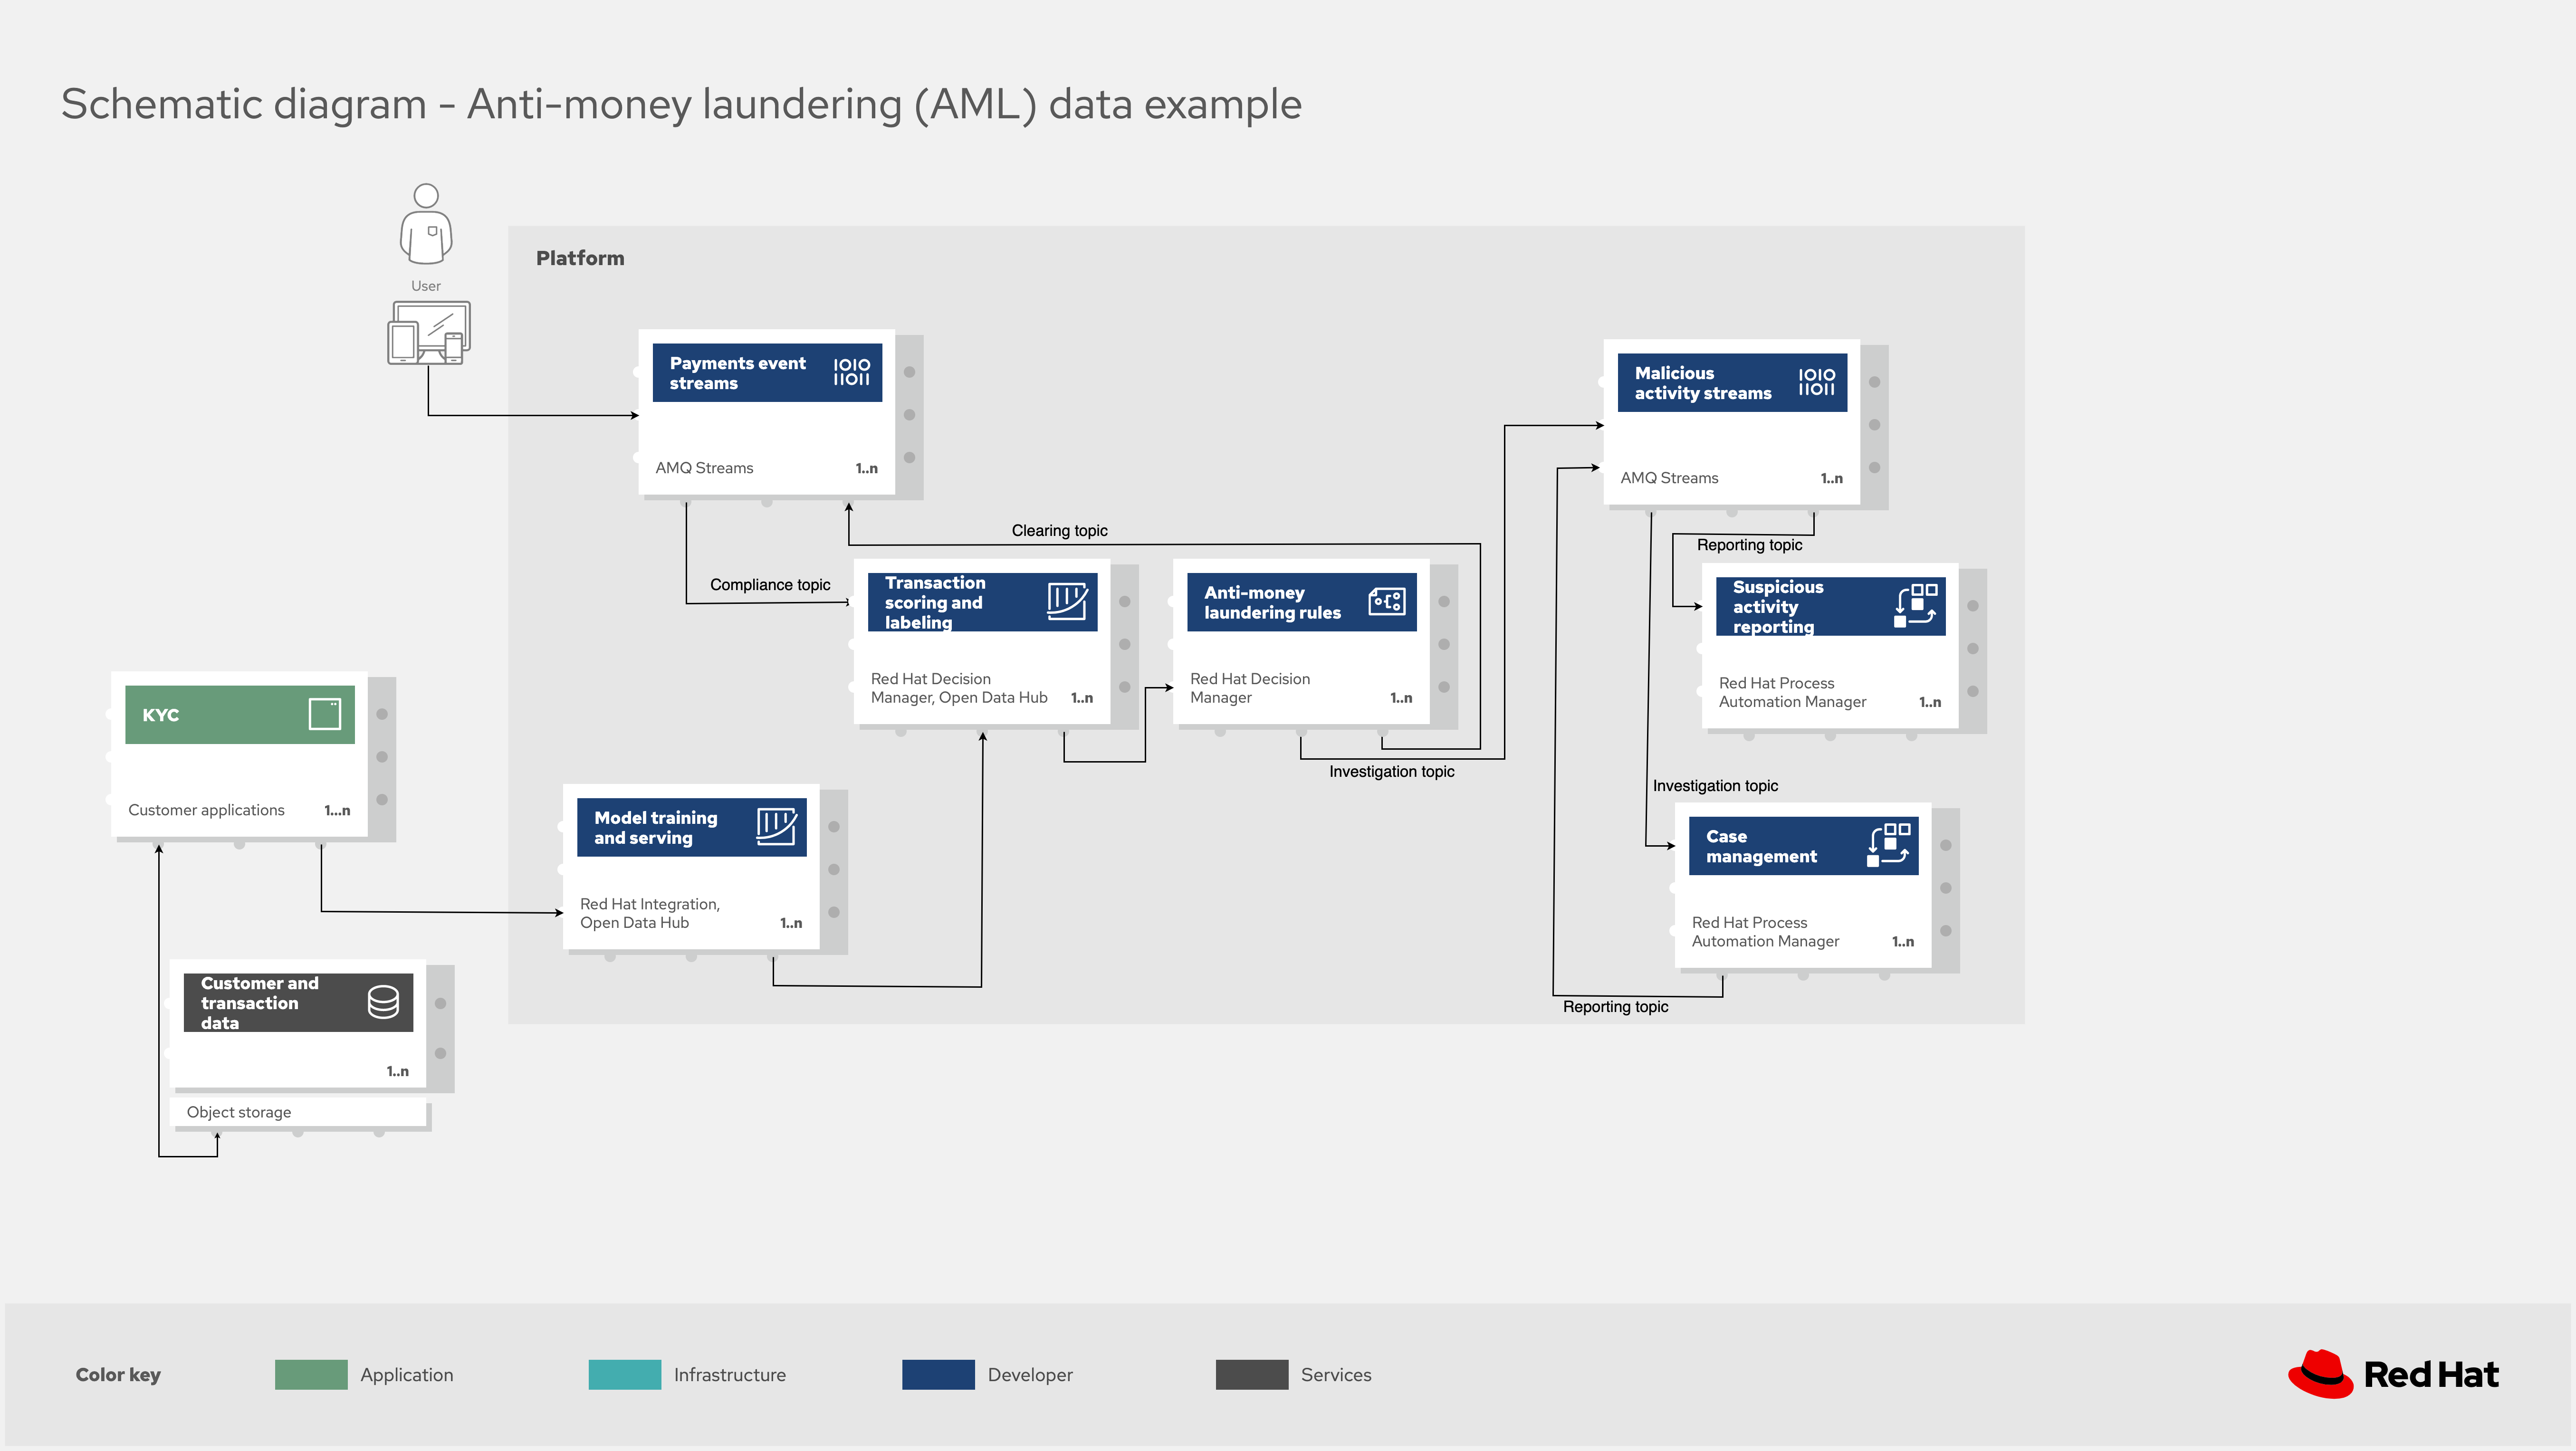 Schematic diagram - Anti-money laundering (AML) data example
User
Platform
Payments event
streams
1010
11011
AMQ Streams
1..n
Malicious
activity streams
1010
11011
AMQ Streams
1..n
Clearing topic
Reporting topic
Compliance topic
Transaction
scoring and
labeling
Red Hat Decision
Manager, Open Data Hub
1..n
Anti-money
laundering rules
Red Hat Decision
Manager
1..n
Suspicious
activity
reporting
Red Hat Process
Automation Manager
1..n
KYC
Customer applications
1...n
Investigation topic
Investigation topic
Model training
and serving
Red Hat Integration,
Open Data Hub
1..n
Case
management
Red Hat Process
Automation Manager
1..n
Customer and
transaction
data
1..n
Object storage
Reporting topic
Color key
Application
Infrastructure
Developer
Services
Red Hat